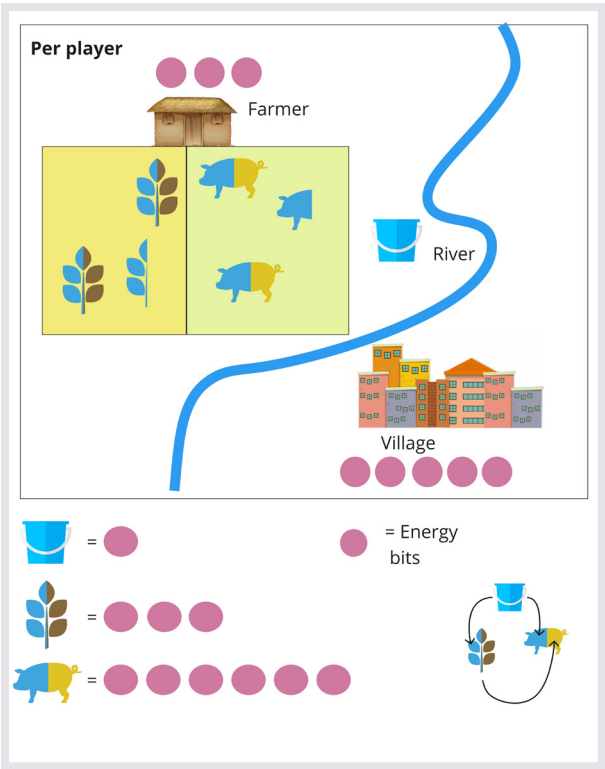 Per player
Farmer
River
Village
=
= Energy
bits
=
=